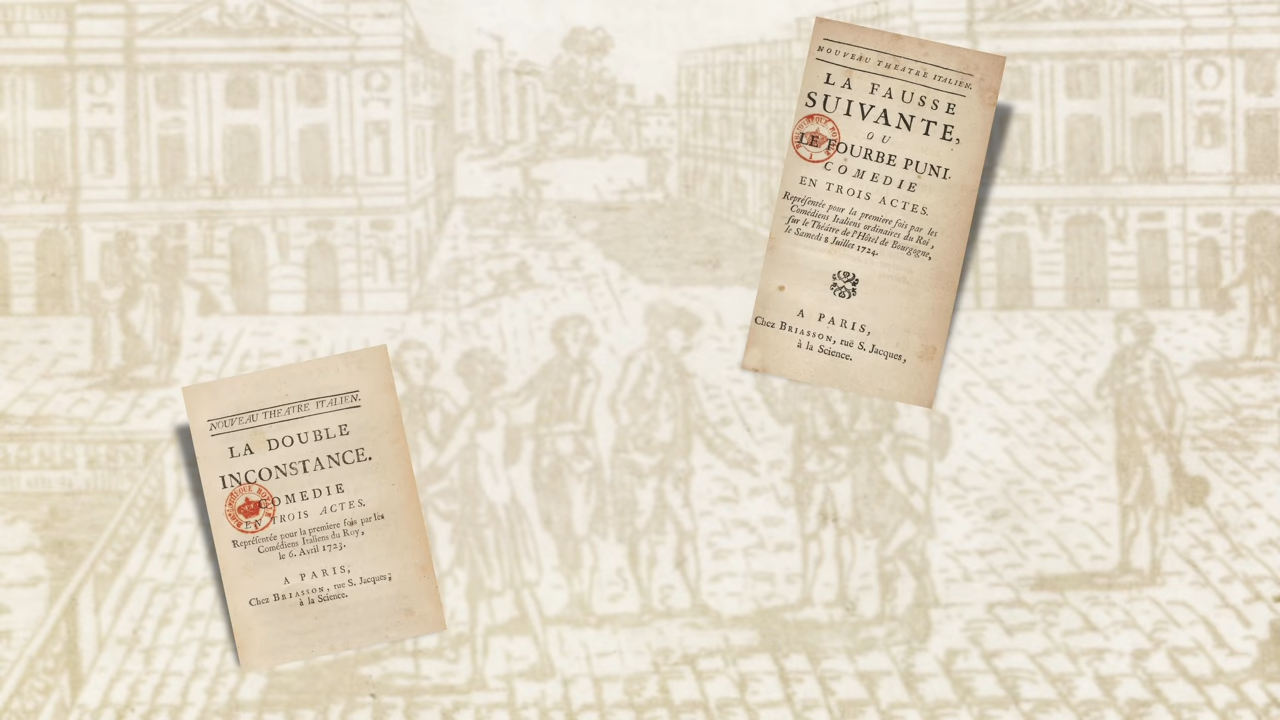 NOUVEAU THEATRE ITALIEN.
LA DOUBLE
INCONSTANCE.
COMEDIE
EN TROIS ACTES.
Représentée pour la premiere fois par les
Comédiens Italiens du Roy,
le 6. Avril 1723.
A PARIS,
Chez BRIASSON, rue S. Jacques;
à la Science.
NOUVEAU THEATRE ITALIEN.
LA FAUSSE
SUIVANTE,
OU
LE FOURBE PUNI.
COMEDIE
EN TROIS ACTES.
Représentée pour la premiere fois par les
Comédiens Italiens ordinaires du Roi,
sur le Théâtre de l'Hôtel de Bourgogne,
le Samedi 8 Juillet 1724.
A PARIS,
Chez BRIASSON, ruë S. Jacques,
à la Science.